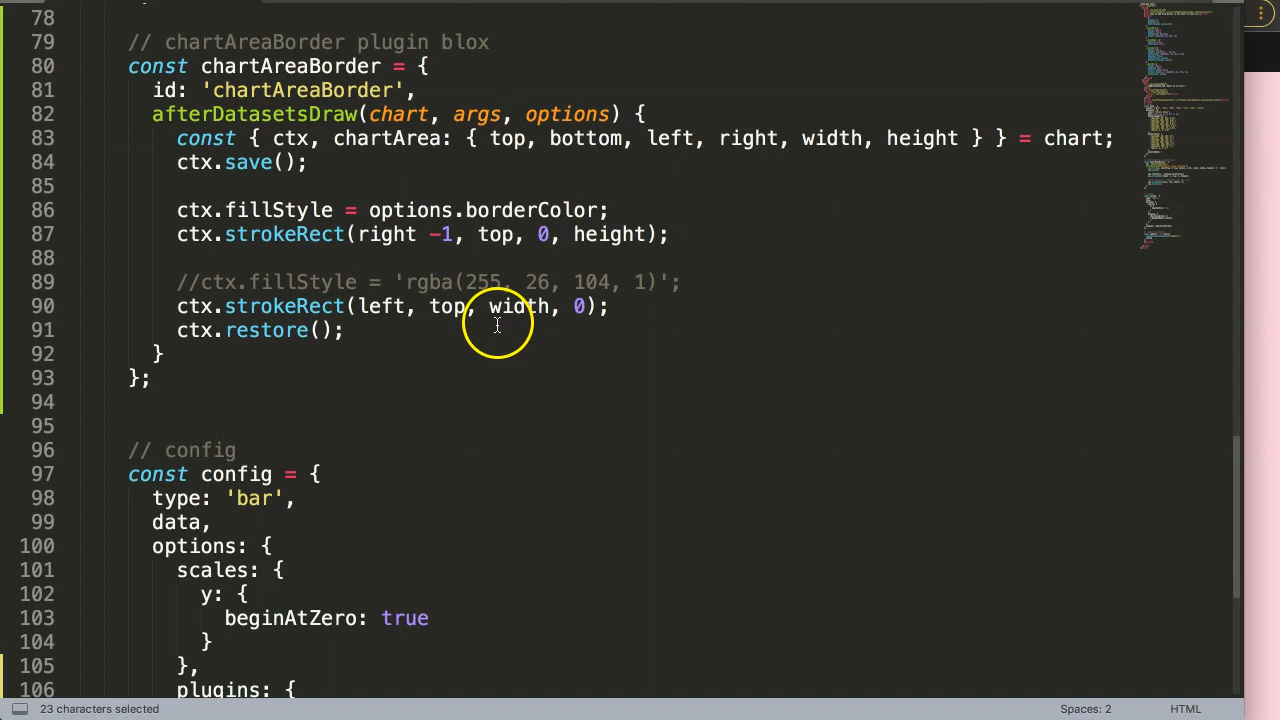 78
79 // chartAreaBorder plugin blox
80 const chartAreaBorder = {
81 id: 'chartAreaBorder',
82 afterDatasetsDraw(chart, args, options) {
83 const { ctx, chartArea: { top, bottom, left, right, width, height } } = chart;
84 ctx.save();
85
86 ctx.fillStyle = options.borderColor;
87 ctx.strokeRect(right -1, top, 0, height);
88
89 //ctx.fillStyle = 'rgba(255, 26, 104, 1)';
90 ctx.strokeRect(left, top, width, 0);
91 ctx.restore();
92 }
93 };
94
95
96 // config
97 const config = {
98 type: 'bar',
99 data,
100 options: {
101 scales: {
102 y: {
103 beginAtZero: true
104 }
105 },
106 plugins: {
23 characters selected
Spaces: 2
HTML